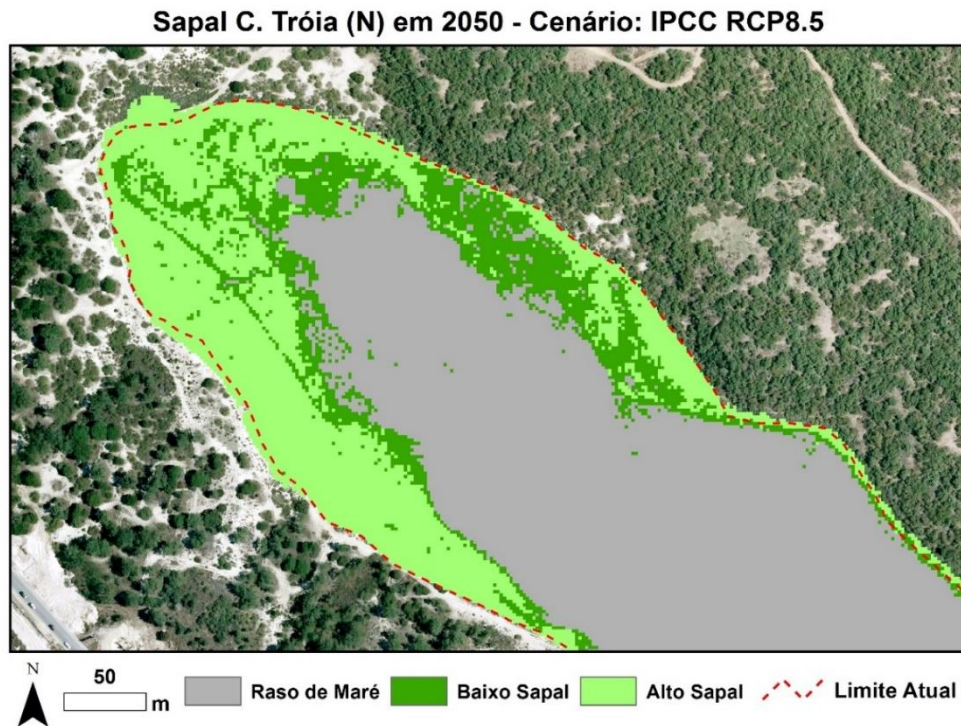 Sapal C. Tróia (N) em 2050 - Cenário: IPCC RCP8.5
N
50
m
Raso de Maré
Baixo Sapal
Alto Sapal
Limite Atual